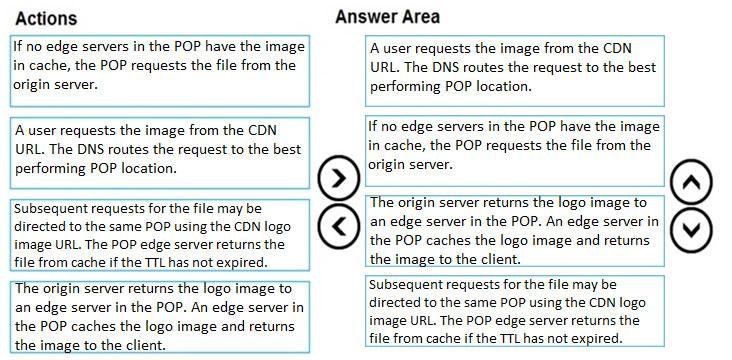 Actions
If no edge servers in the POP have the image
in cache, the POP requests the file from the
origin server.
A user requests the image from the CDN
URL. The DNS routes the request to the best
performing POP location.
Subsequent requests for the file may be
directed to the same POP using the CDN logo
image URL. The POP edge server returns the
file from cache if the TTL has not expired.
The origin server returns the logo image to
an edge server in the POP. An edge server in
the POP caches the logo image and returns
the image to the client.
Answer Area
A user requests the image from the CDN
URL. The DNS routes the request to the best
performing POP location.
If no edge servers in the POP have the image
in cache, the POP requests the file from the
origin server.
The origin server returns the logo image to
an edge server in the POP. An edge server in
the POP caches the logo image and returns
the image to the client.
Subsequent requests for the file may be
directed to the same POP using the CDN logo
image URL. The POP edge server returns the
file from cache if the TTL has not expired.